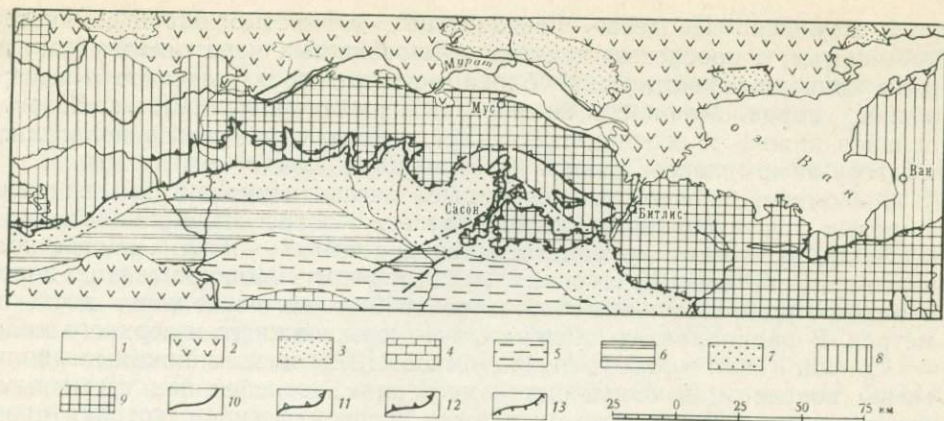 Мурат
Мус
оз. Ван
Ван
Сасон
Битлис
1 2 3 4 5 6 7 8
9 10 11 12 13 25 0 25 50 75 км